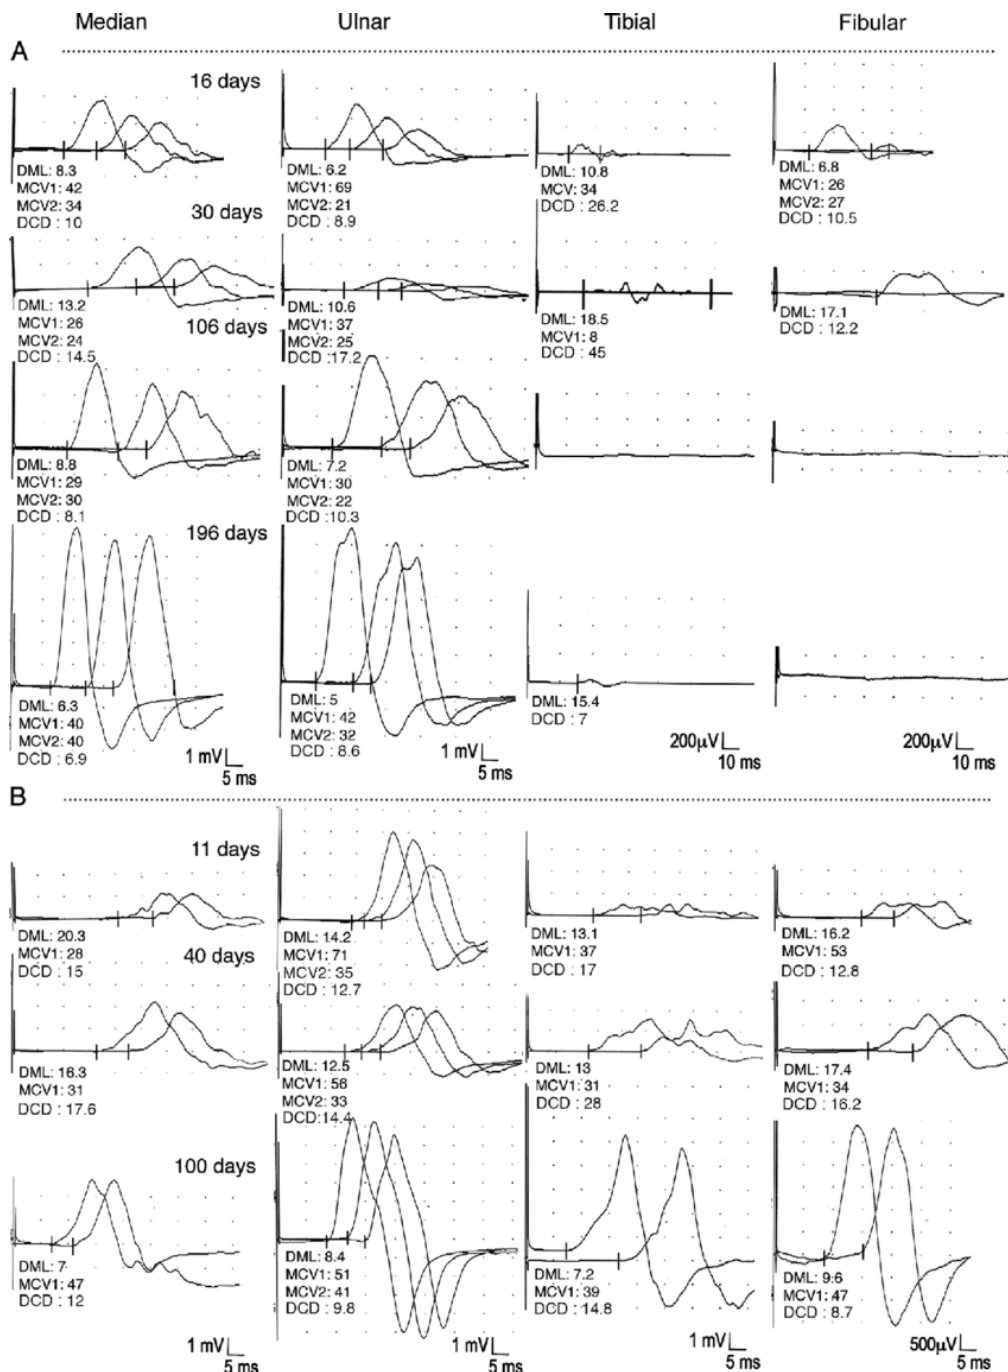 Median Ulnar Tibial Fibular
A
16 days
DML: 8.3
MCV1: 42
MCV2: 34
DCD : 10
DML: 6.2
MCV1: 69
MCV2: 21
DCD : 8.9
DML: 10.8
MCV: 34
DCD : 26.2
DML: 6.8
MCV1: 26
MCV2: 27
DCD : 10.5
30 days
DML: 13.2
MCV1: 26
MCV2: 24
DCD : 14.5
DML: 10.6
MCV1: 37
MCV2: 25
DCD :17.2
DML: 18.5
MCV1: 8
DCD : 45
DML: 17.1
DCD : 12.2
106 days
DML: 8.8
MCV1: 29
MCV2: 30
DCD : 8.1
DML: 7.2
MCV1: 30
MCV2: 22
DCD :10.3
196 days
DML: 6.3
MCV1: 40
MCV2: 40
DCD : 6.9
1 mV
5 ms
DML: 5
MCV1: 42
MCV2: 32
DCD : 8.6
1 mV
5 ms
DML: 15.4
DCD : 7
200µV
10 ms
200µV
10 ms
B
11 days
DML: 20.3
MCV1: 28
DCD : 15
DML: 14.2
MCV1: 71
MCV2: 35
DCD : 12.7
DML: 13.1
MCV1: 37
DCD : 17
DML: 16.2
MCV1: 53
DCD : 12.8
40 days
DML: 16.3
MCV1: 31
DCD : 17.6
DML: 12.5
MCV1: 56
MCV2: 33
DCD :14.4
DML: 13
MCV1: 31
DCD : 28
DML: 17.4
MCV1: 34
DCD : 16.2
100 days
DML: 7
MCV1: 47
DCD : 12
1 mV
5 ms
DML: 8.4
MCV1: 51
MCV2: 41
DCD : 9.8
1 mV
5 ms
DML: 7.2
MCV1: 39
DCD : 14.8
1 mV
5 ms
DML: 9:6
MCV1: 47
DCD : 8.7
500µV
5 ms